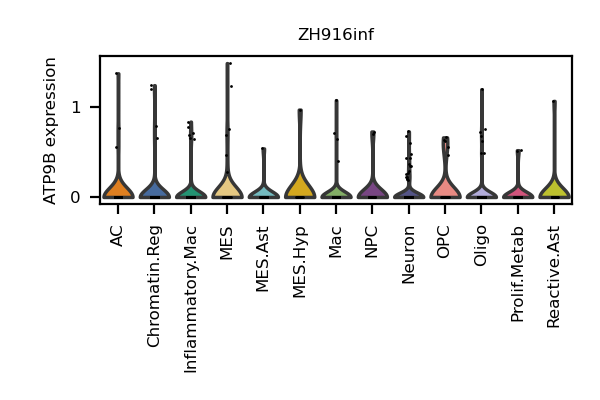 ZH916inf
ATP9B expression
1
0
AC
Chromatin.Reg
Inflammatory.Mac
MES
MES.Ast
MES.Hyp
Mac
NPC
Neuron
OPC
Oligo
Prolif.Metab
Reactive.Ast